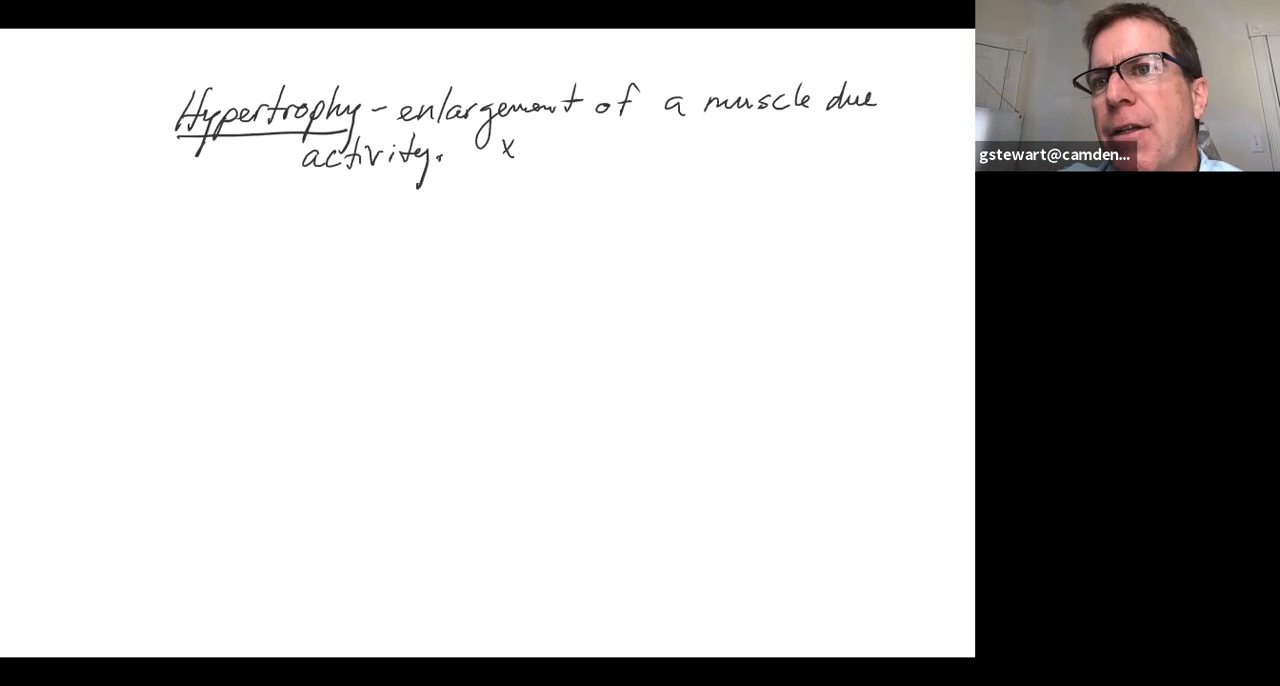 Hypertrophy - enlargement of a muscle due
activity. x
gstewart@camden...